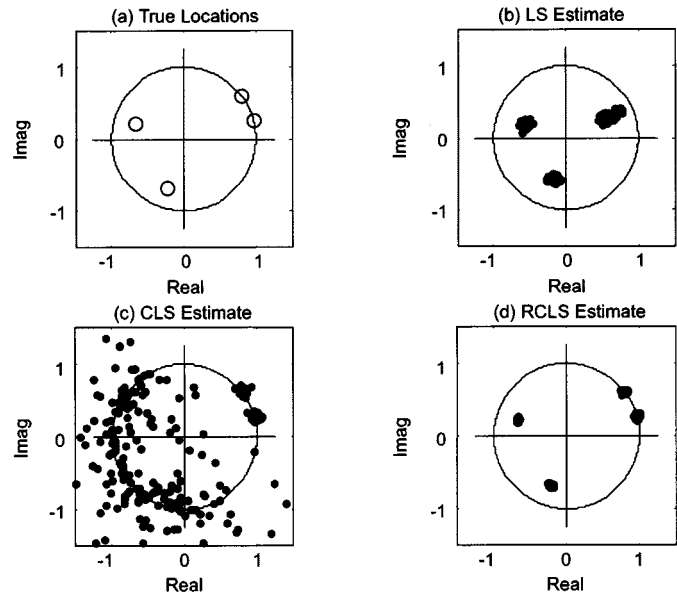 (a) True Locations
1
0
-1
Imag
-1
0
1
Real
(b) LS Estimate
1
0
-1
Imag
-1
0
1
Real
(c) CLS Estimate
1
0
-1
Imag
-1
0
1
Real
(d) RCLS Estimate
1
0
-1
Imag
-1
0
1
Real